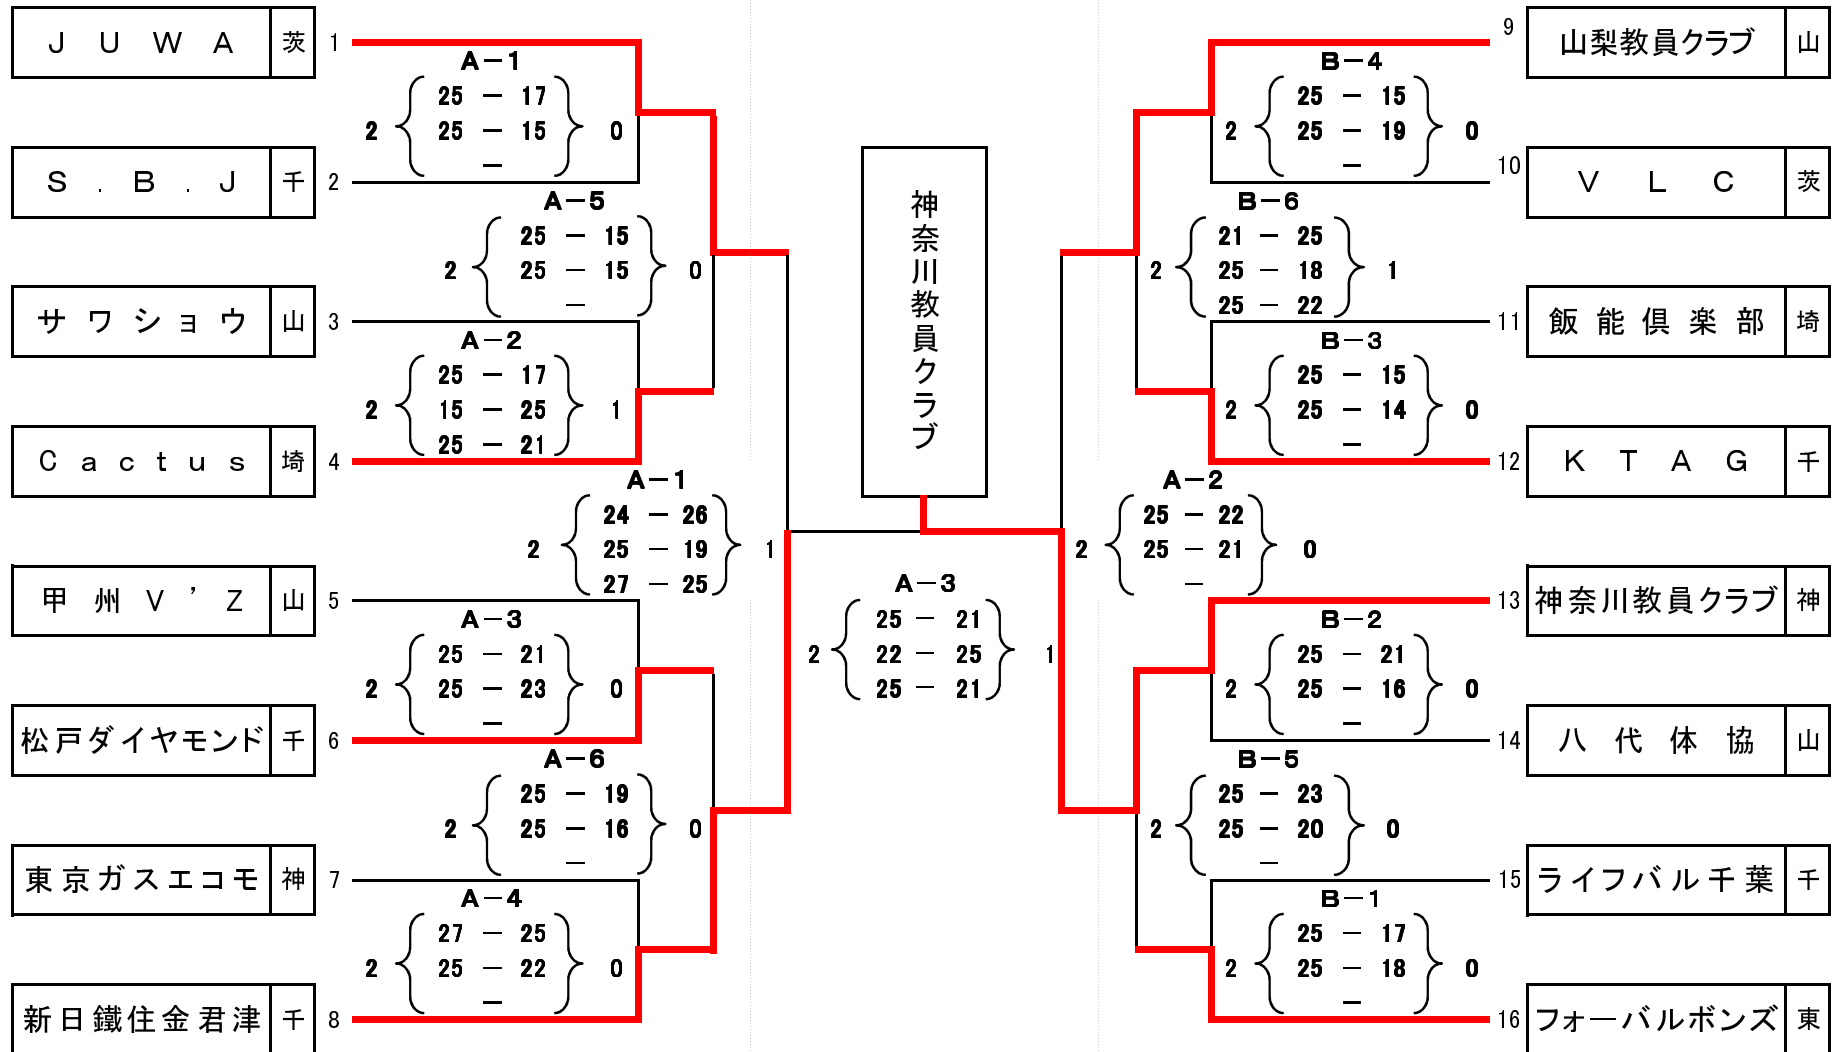 JUWA 茨 1
A－1
25 － 17
2 25 － 15 0
－
S.B.J 千 2
A－5
25 － 15
2 25 － 15 0
－
サワショウ 山 3
A－2
25 － 17
2 15 － 25 1
25 － 21
Cactus 埼 4
A－1
24 － 26
2 25 － 19 1
27 － 25
甲州V’Z 山 5
A－3
25 － 21
2 25 － 23 0
－
松戸ダイヤモンド 千 6
A－6
25 － 19
2 25 － 16 0
－
東京ガスエコモ 神 7
A－4
27 － 25
2 25 － 22 0
－
新日鐵住金君津 千 8
神奈川教員クラブ
A－3
25 － 21
2 22 － 25 1
25 － 21
9 山梨教員クラブ 山
B－4
25 － 15
2 25 － 19 0
－
10 VLC 茨
B－6
21 － 25
2 25 － 18 1
25 － 22
11 飯能倶楽部 埼
B－3
25 － 15
2 25 － 14 0
－
12 KTAG 千
A－2
25 － 22
2 25 － 21 0
－
13 神奈川教員クラブ 神
B－2
25 － 21
2 25 － 16 0
－
14 八代体協 山
B－5
25 － 23
2 25 － 20 0
－
15 ライフバル千葉 千
B－1
25 － 17
2 25 － 18 0
－
16 フォーバルボンズ 東